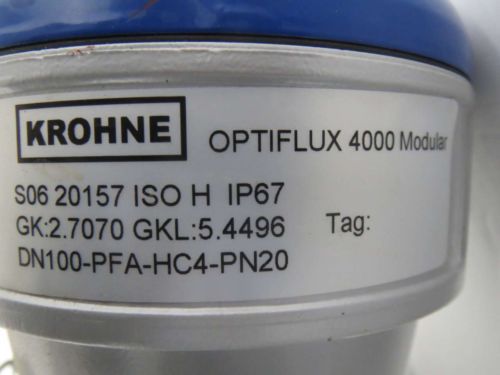 KROHNE OPTIFLUX 4000 Modular
S06 20157 ISO H IP67
GK:2.7070 GKL:5.4496 Tag:
DN100-PFA-HC4-PN20